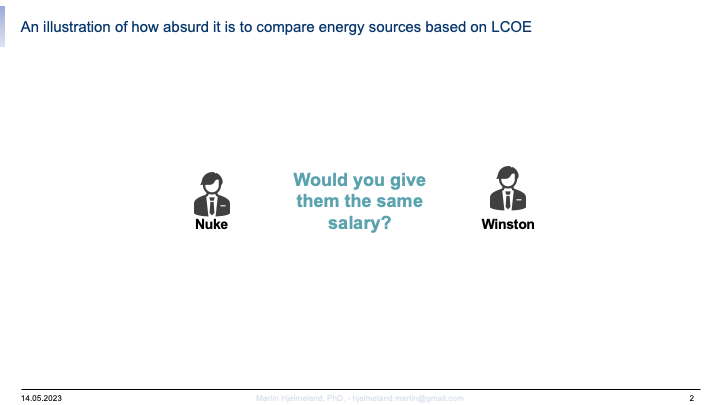 An illustration of how absurd it is to compare energy sources based on LCOE
Would you give
them the same
salary?
Nuke
Winston
14.05.2023
Martin Hjelmeland, PhD. - hjelmeland.martin@gmail.com
2